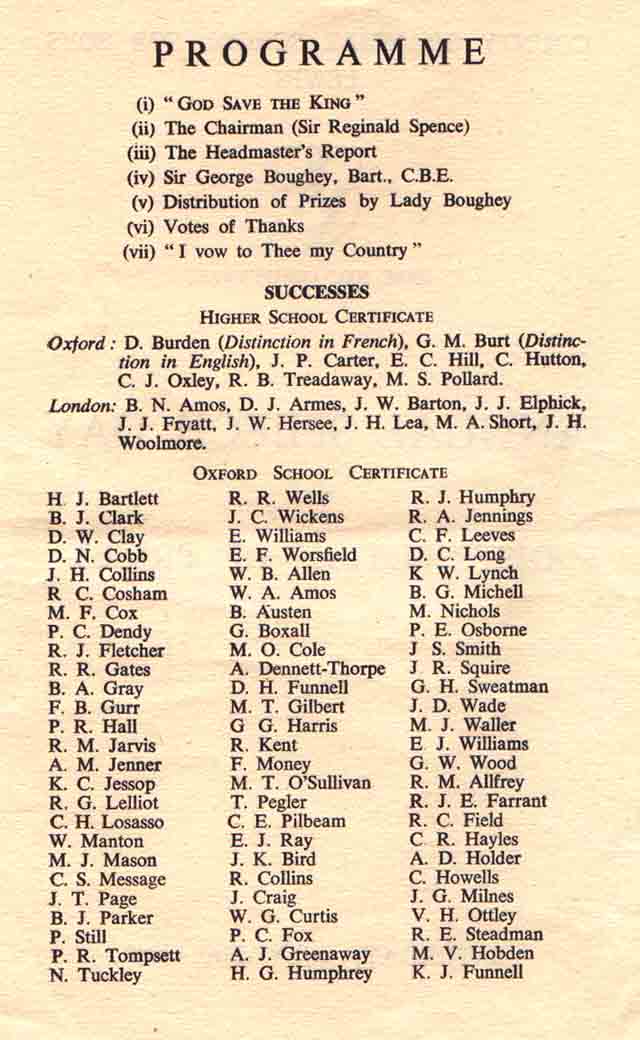 PROGRAMME
(i) "GOD SAVE THE KING"
(ii) The Chairman (Sir Reginald Spence)
(iii) The Headmaster's Report
(iv) Sir George Boughey, Bart., C.B.E.
(v) Distribution of Prizes by Lady Boughey
(vi) Votes of Thanks
(vii) "I vow to Thee my Country"
SUCCESSES
HIGHER SCHOOL CERTIFICATE
Oxford: D. Burden (Distinction in French), G. M. Burt (Distinc-
tion in English), J. P. Carter, E. C. Hill, C. Hutton,
C. J. Oxley, R. B. Treadaway, M. S. Pollard.
London: B. N. Amos, D. J. Armes, J. W. Barton, J. J. Elphick,
J. J. Fryatt, J. W. Hersee, J. H. Lea, M. A. Short, J. H.
Woolmore.
OXFORD SCHOOL CERTIFICATE
H J. Bartlett
B. J. Clark
D. W. Clay
D. N. Cobb
J. H. Collins
R C. Cosham
M. F. Cox
P. C. Dendy
R. J. Fletcher
R. R. Gates
B. A. Gray
F. B. Gurr
P. R. Hall
R. M. Jarvis
A. M. Jenner
K. C. Jessop
R. G. Lelliot
C. H. Losasso
W. Manton
M. J. Mason
C. S. Message
J. T. Page
B. J. Parker
P. Still
P. R. Tompsett
N. Tuckley
R. R. Wells
J. C. Wickens
E. Williams
E. F. Worsfield
W. B. Allen
W. A. Amos
B. Austen
G. Boxall
M. O. Cole
A. Dennett-Thorpe
D. H. Funnell
M. T. Gilbert
G G. Harris
R. Kent
F. Money
M. T. O'Sullivan
T. Pegler
C. E. Pilbeam
E. J. Ray
J. K. Bird
R. Collins
J. Craig
W. G. Curtis
P. C. Fox
A. J. Greenaway
H. G. Humphrey
R. J. Humphry
R. A. Jennings
C. F. Leeves
D. C. Long
K W. Lynch
B. G. Michell
M. Nichols
P. E. Osborne
J S. Smith
J R. Squire
G. H. Sweatman
J. D. Wade
M. J. Waller
E J. Williams
G. W. Wood
R. M. Allfrey
R. J. E. Farrant
R. C. Field
C R. Hayles
A. D. Holder
C. Howells
J. G. Milnes
V. H. Ottley
R. E. Steadman
M. V. Hobden
K. J. Funnell